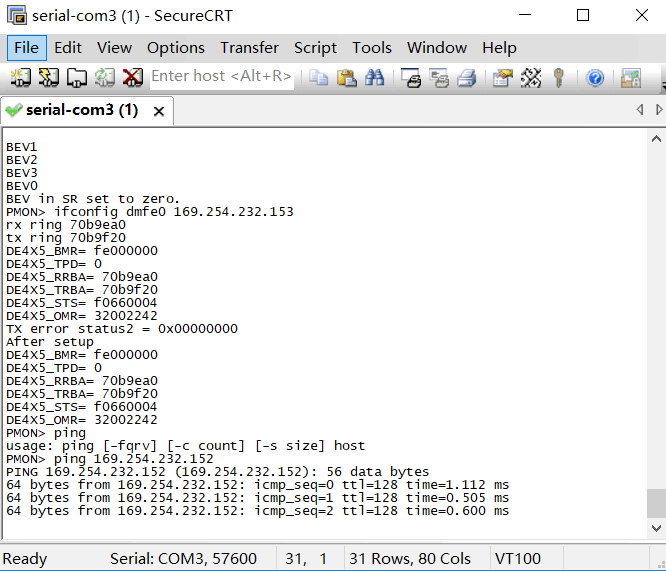 serial-com3 (1) - SecureCRT
File Edit View Options Transfer Script Tools Window Help
Enter host <Alt+R>
serial-com3 (1)
BEV1
BEV2
BEV3
BEV0
BEV in SR set to zero.
PMON> ifconfig dmfe0 169.254.232.153
rx ring 70b9ea0
tx ring 70b9f20
DE4X5_BMR= fe000000
DE4X5_TPD= 0
DE4X5_RRBA= 70b9ea0
DE4X5_TRBA= 70b9f20
DE4X5_STS= f0660004
DE4X5_OMR= 32002242
TX error status2 = 0x00000000
After setup
DE4X5_BMR= fe000000
DE4X5_TPD= 0
DE4X5_RRBA= 70b9ea0
DE4X5_TRBA= 70b9f20
DE4X5_STS= f0660004
DE4X5_OMR= 32002242
PMON> ping
usage: ping [-fqrv] [-c count] [-s size] host
PMON> ping 169.254.232.152
PING 169.254.232.152 (169.254.232.152): 56 data bytes
64 bytes from 169.254.232.152: icmp_seq=0 ttl=128 time=1.112 ms
64 bytes from 169.254.232.152: icmp_seq=1 ttl=128 time=0.505 ms
64 bytes from 169.254.232.152: icmp_seq=2 ttl=128 time=0.600 ms
Ready Serial: COM3, 57600 31, 1 31 Rows, 80 Cols VT100